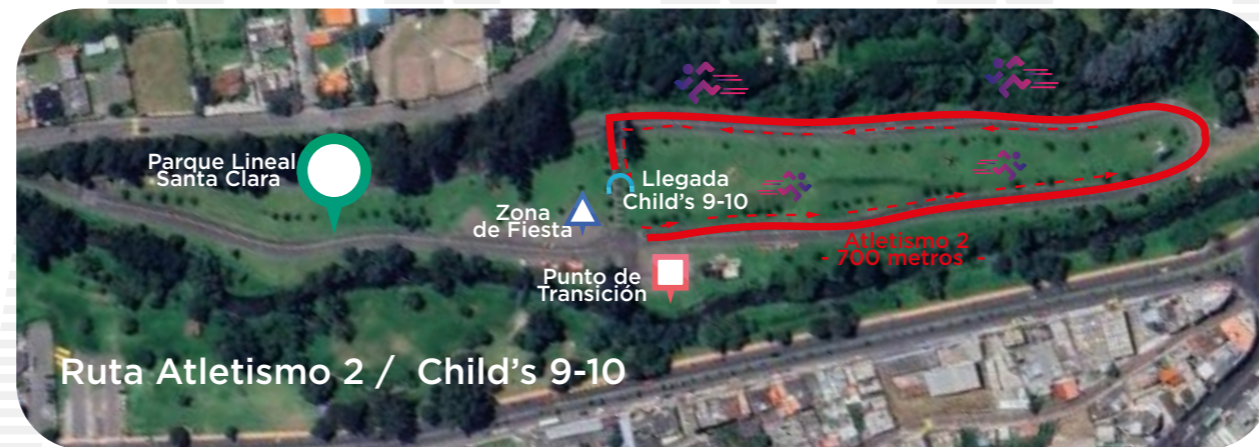 Parque Lineal
Santa Clara
Llegada
Child's 9-10
Zona
de Fiesta
Atletismo 2
- 700 metros -
Punto de
Transición
Ruta Atletismo 2 / Child's 9-10